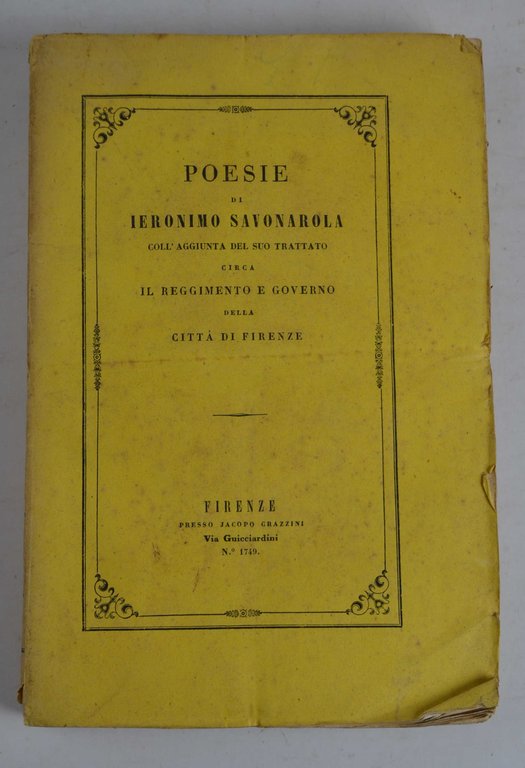 POESIE
DI
IERONIMO SAVONAROLA
COLL'AGGIUNTA DEL SUO TRATTATO
CIRCA
IL REGGIMENTO E GOVERNO
DELLA
CITTÀ DI FIRENZE
FIRENZE
PRESSO JACOPO GRAZZINI
Via Guicciardini
N.º 1749.